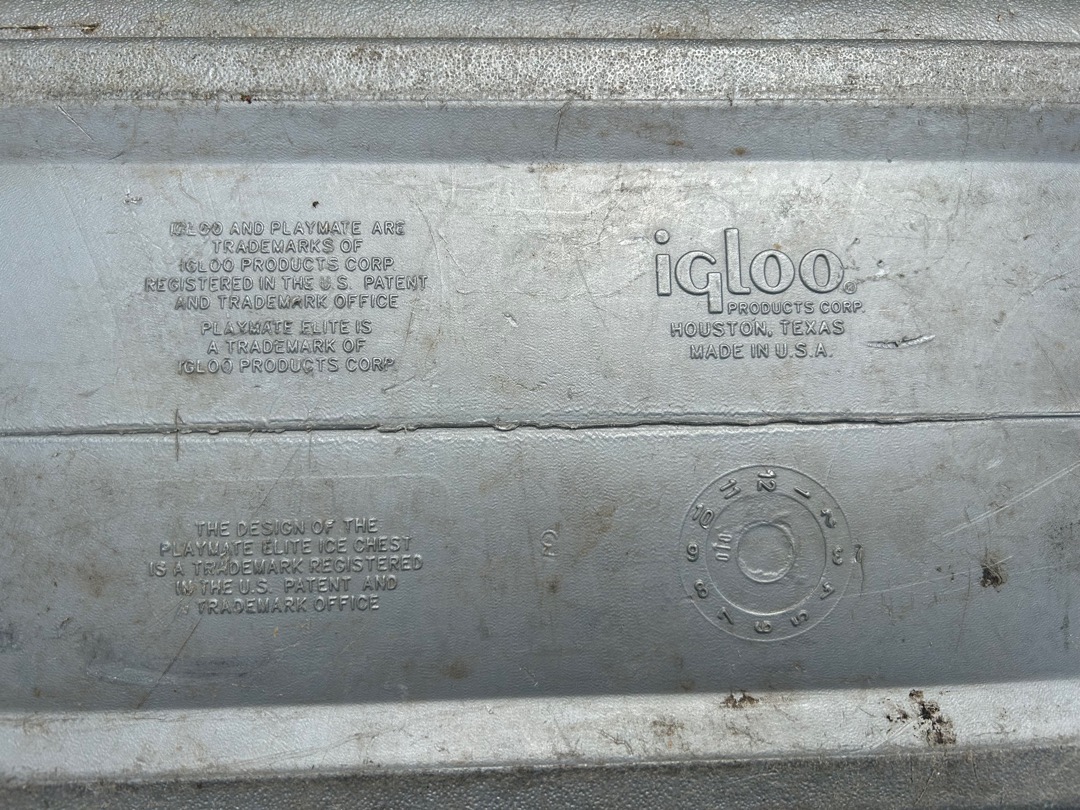 IGLOO AND PLAYMATE ARE
TRADEMARKS OF
IGLOO PRODUCTS CORP.
REGISTERED IN THE U.S. PATENT
AND TRADEMARK OFFICE
PLAYMATE ELITE IS
A TRADEMARK OF
IGLOO PRODUCTS CORP.
igloo®
PRODUCTS CORP.
HOUSTON, TEXAS
MADE IN U.S.A.
THE DESIGN OF THE
PLAYMATE ELITE ICE CHEST
IS A TRADEMARK REGISTERED
IN THE U.S. PATENT AND
TRADEMARK OFFICE
12 1 2 3 4 5 6 7 8 9 10 11